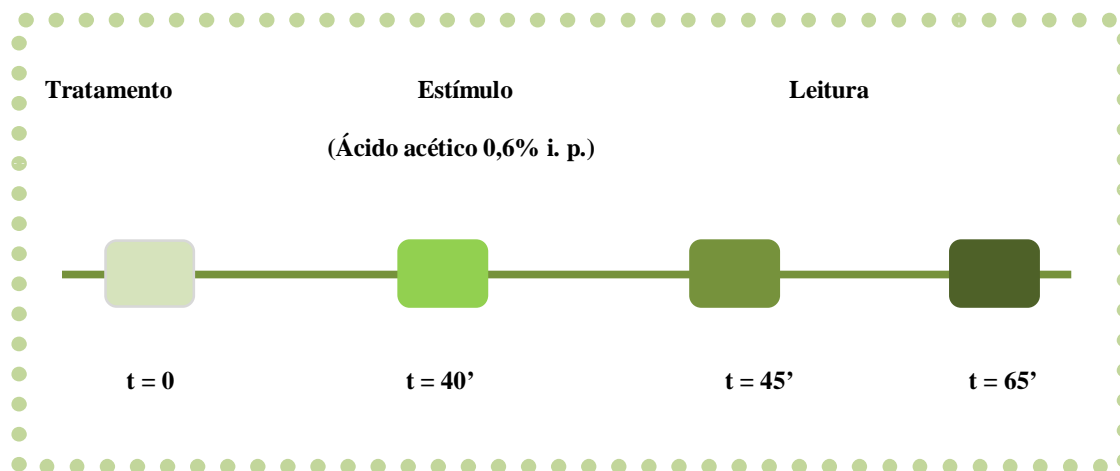 Tratamento Estímulo Leitura
(Ácido acético 0,6% i. p.)
t = 0 t = 40’ t = 45’ t = 65’